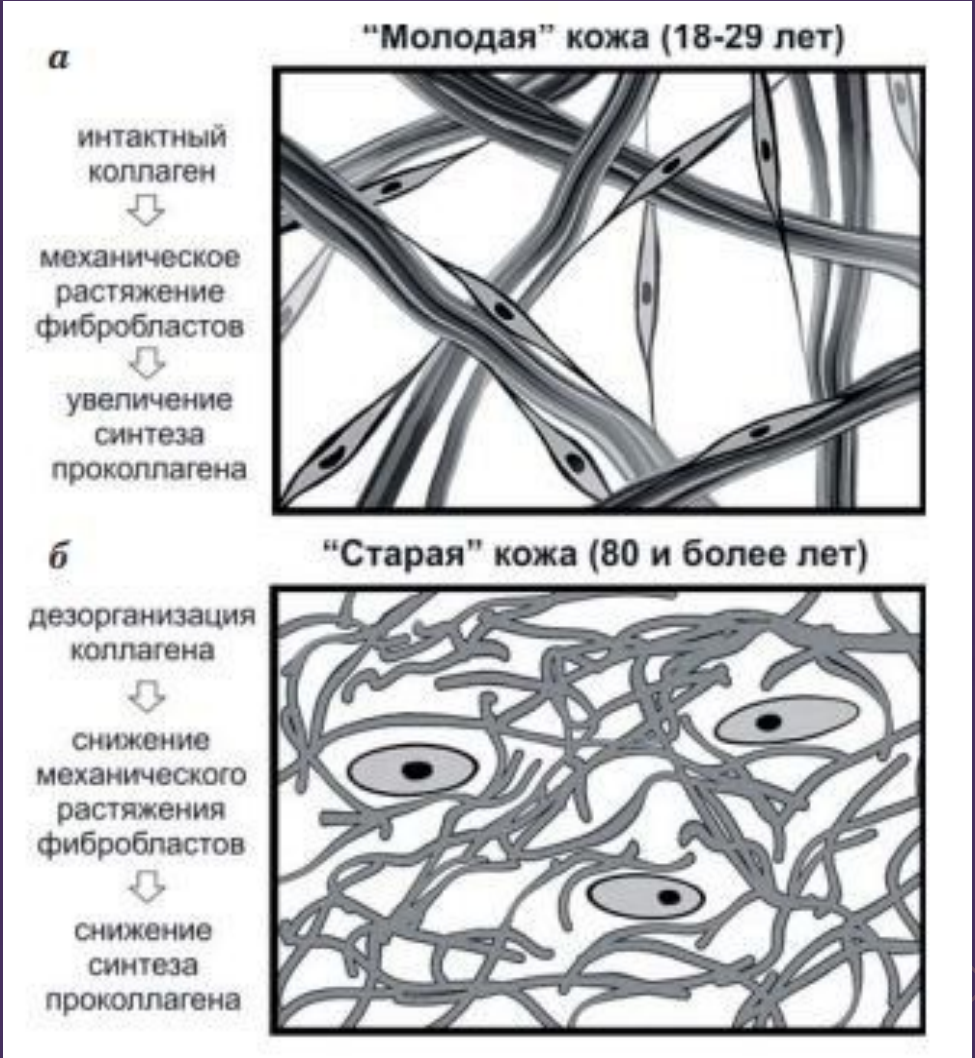 "Молодая" кожа (18-29 лет)
а
интактный
коллаген
механическое
растяжение
фибробластов
увеличение
синтеза
проколлагена
"Старая" кожа (80 и более лет)
б
дезорганизация
коллагена
снижение
механического
растяжения
фибробластов
снижение
синтеза
проколлагена